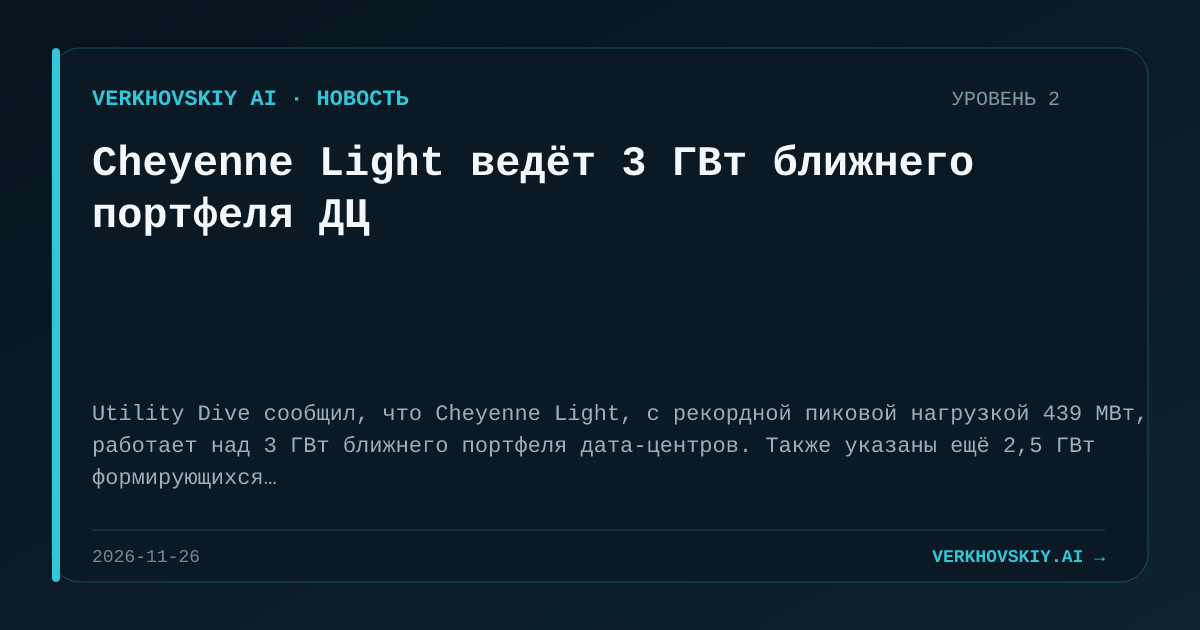 VERKHOVSKIY AI · НОВОСТЬ
УРОВЕНЬ 2
Cheyenne Light ведёт 3 ГВт ближнего
портфеля ДЦ
Utility Dive сообщил, что Cheyenne Light, с рекордной пиковой нагрузкой 439 МВт,
работает над 3 ГВт ближнего портфеля дата-центров. Также указаны ещё 2,5 ГВт
формирующихся…
2026-11-26
VERKHOVSKIY.AI →